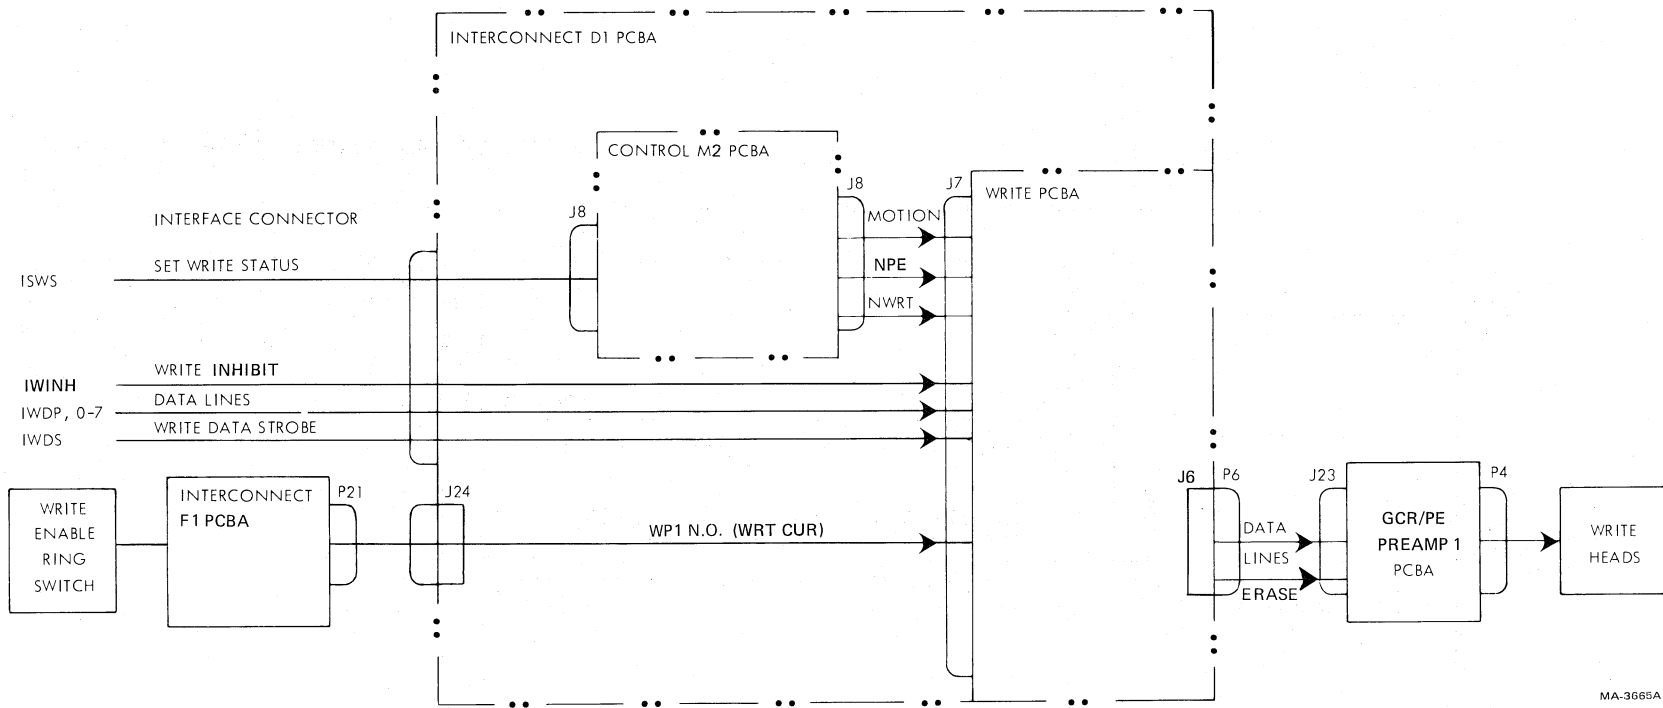 INTERCONNECT D1 PCBA
CONTROL M2 PCBA
J8
J7
WRITE PCBA
INTERFACE CONNECTOR
J8
MOTION
ISWS
SET WRITE STATUS
NPE
NWRT
IWINH
WRITE INHIBIT
IWDP, 0-7
DATA LINES
IWDS
WRITE DATA STROBE
WRITE
ENABLE
RING
SWITCH
INTERCONNECT
F1 PCBA
P21
J24
WP1 N.O. (WRT CUR)
J6
P6
J23
P4
DATA
LINES
ERASE
GCR/PE
PREAMP 1
PCBA
WRITE
HEADS
MA-3665A